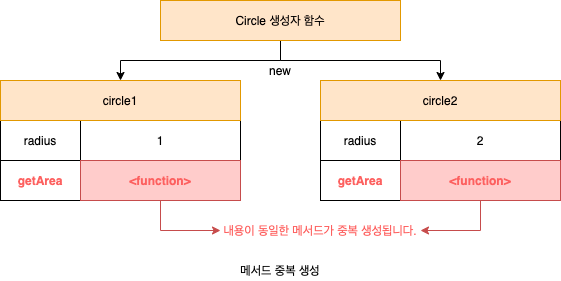 Circle 생성자 함수
new
circle1
radius 1
getArea <function>
circle2
radius 2
getArea <function>
내용이 동일한 메서드가 중복 생성됩니다.
메서드 중복 생성